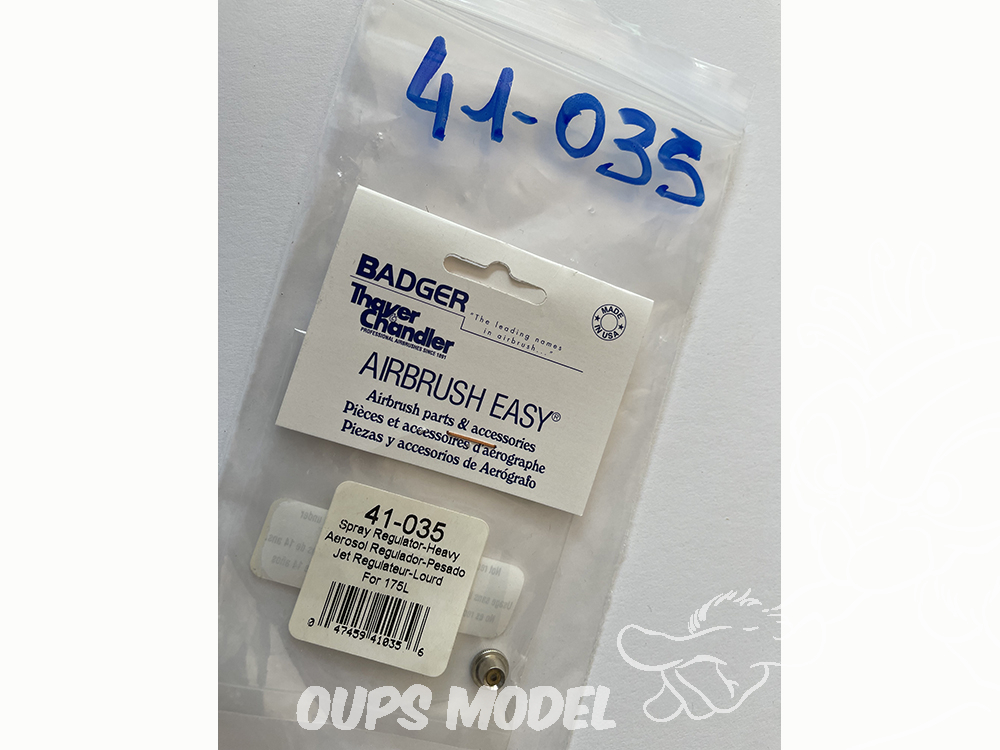 41-035
BADGER
Thayer
&
Chandler
PROFESSIONAL AIRBRUSHES SINCE 1891
"The leading names
in airbrush..."
MADE
IN USA
AIRBRUSH EASY®
Airbrush parts & accessories
Pièces et accessoires d'aérographe
Piezas y accesorios de Aerógrafo
41-035
Spray Regulator-Heavy
Aerosol Regulador-Pesado
Jet Regulateur-Lourd
For 175L
0 47459 41035 6
OUPS MODEL